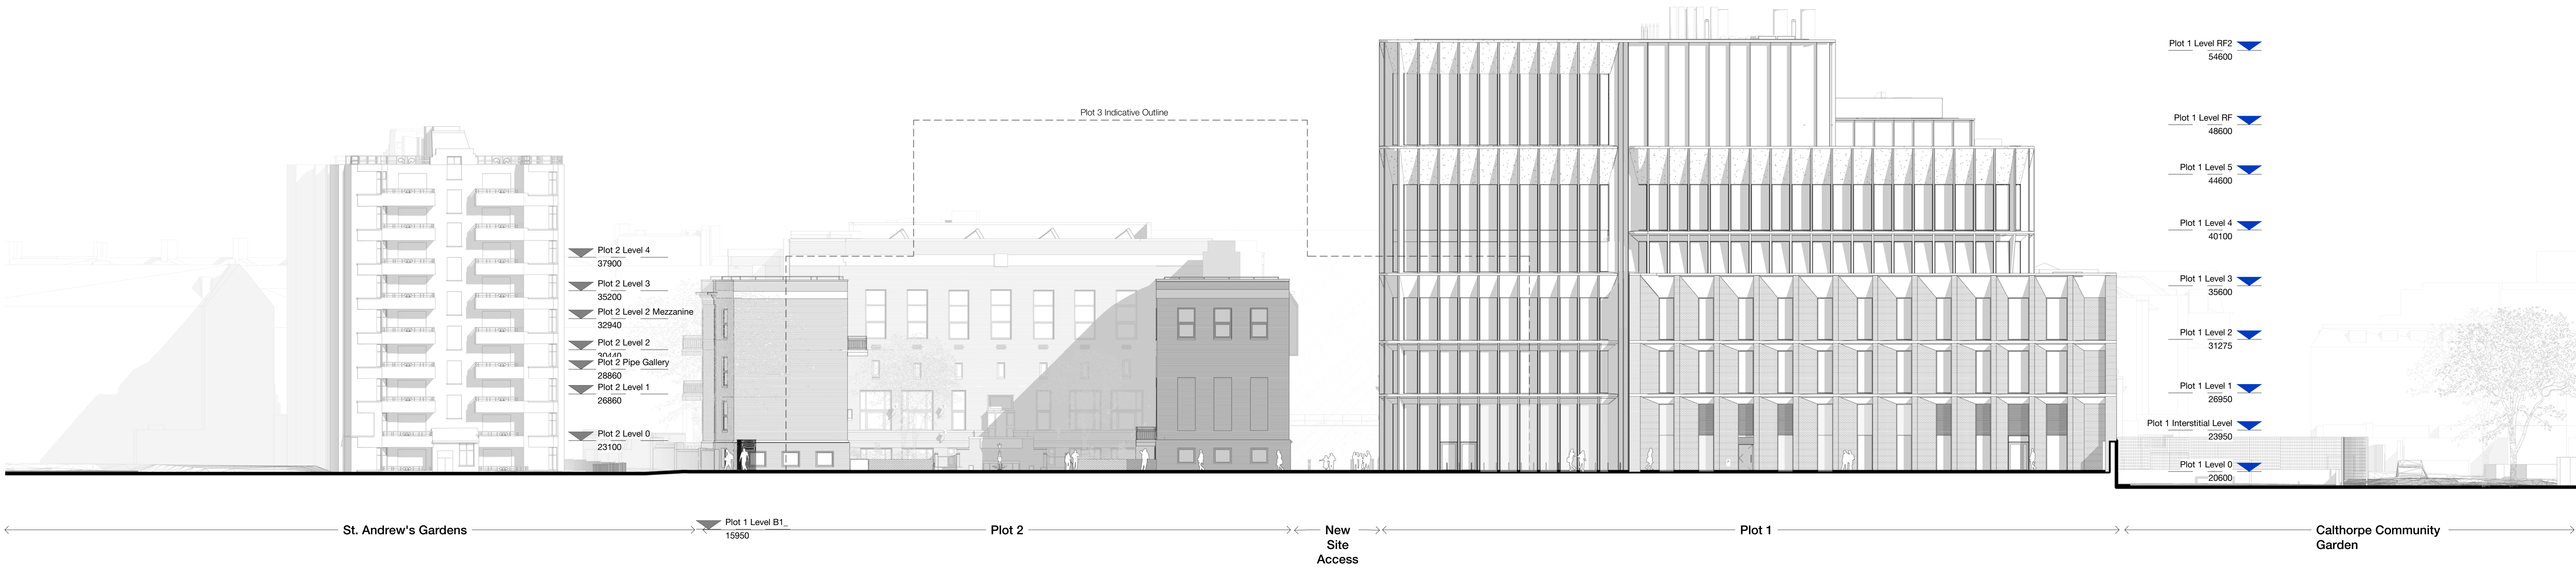 Plot 3 Indicative Outline
Plot 2 Level 4
37900
Plot 2 Level 3
35200
Plot 2 Level 2 Mezzanine
32940
Plot 2 Level 2
30440
Plot 2 Pipe Gallery
28860
Plot 2 Level 1
26860
Plot 2 Level 0
23100
Plot 1 Level RF2
54600
Plot 1 Level RF
48600
Plot 1 Level 5
44600
Plot 1 Level 4
40100
Plot 1 Level 3
35600
Plot 1 Level 2
31275
Plot 1 Level 1
26950
Plot 1 Interstitial Level
23950
Plot 1 Level 0
20600
St. Andrew's Gardens
Plot 1 Level B1_
15950
Plot 2
New
Site
Access
Plot 1
Calthorpe Community
Garden